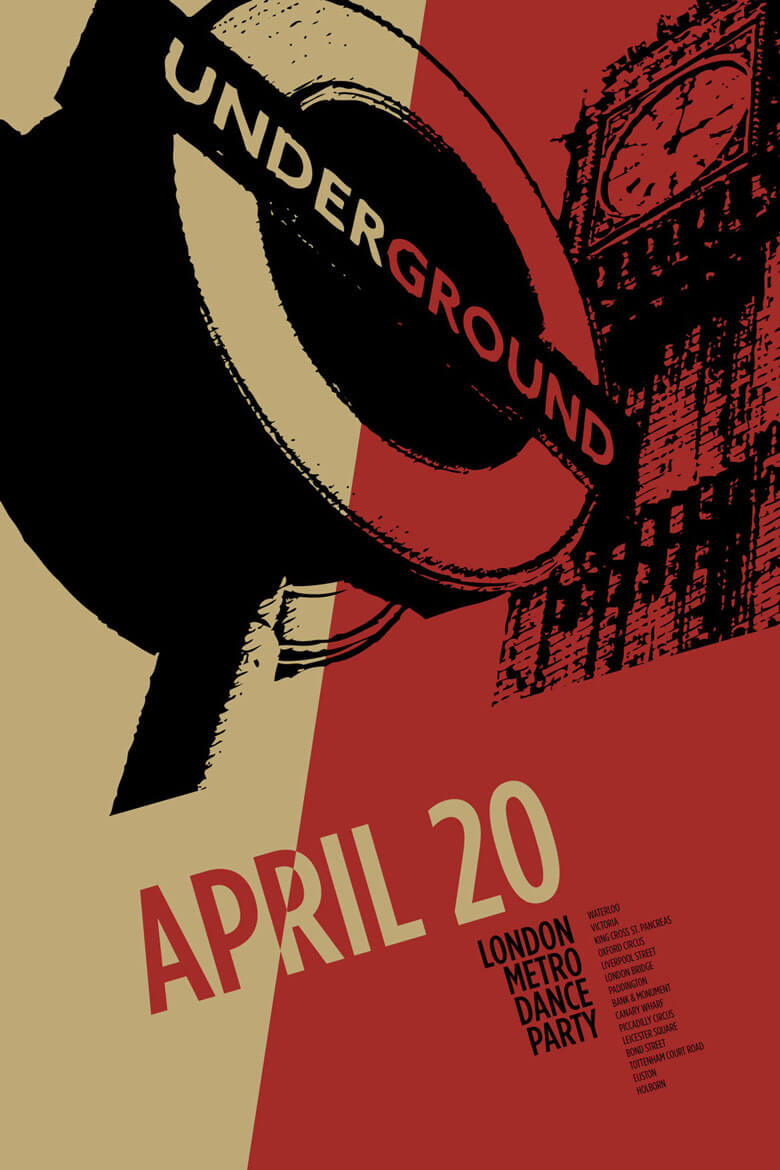 UNDERGROUND
APRIL 20
LONDON
METRO
DANCE
PARTY
WATERLOO
VICTORIA
KING CROSS ST. PANCREAS
OXFORD CIRCUS
LIVERPOOL STREET
LONDON BRIDGE
PADDINGTON
BANK & MONUMENT
CANARY WHARF
PICCADILLY CIRCUS
LEICESTER SQUARE
BOND STREET
TOTTENHAM COURT ROAD
EUSTON
HOLBORN